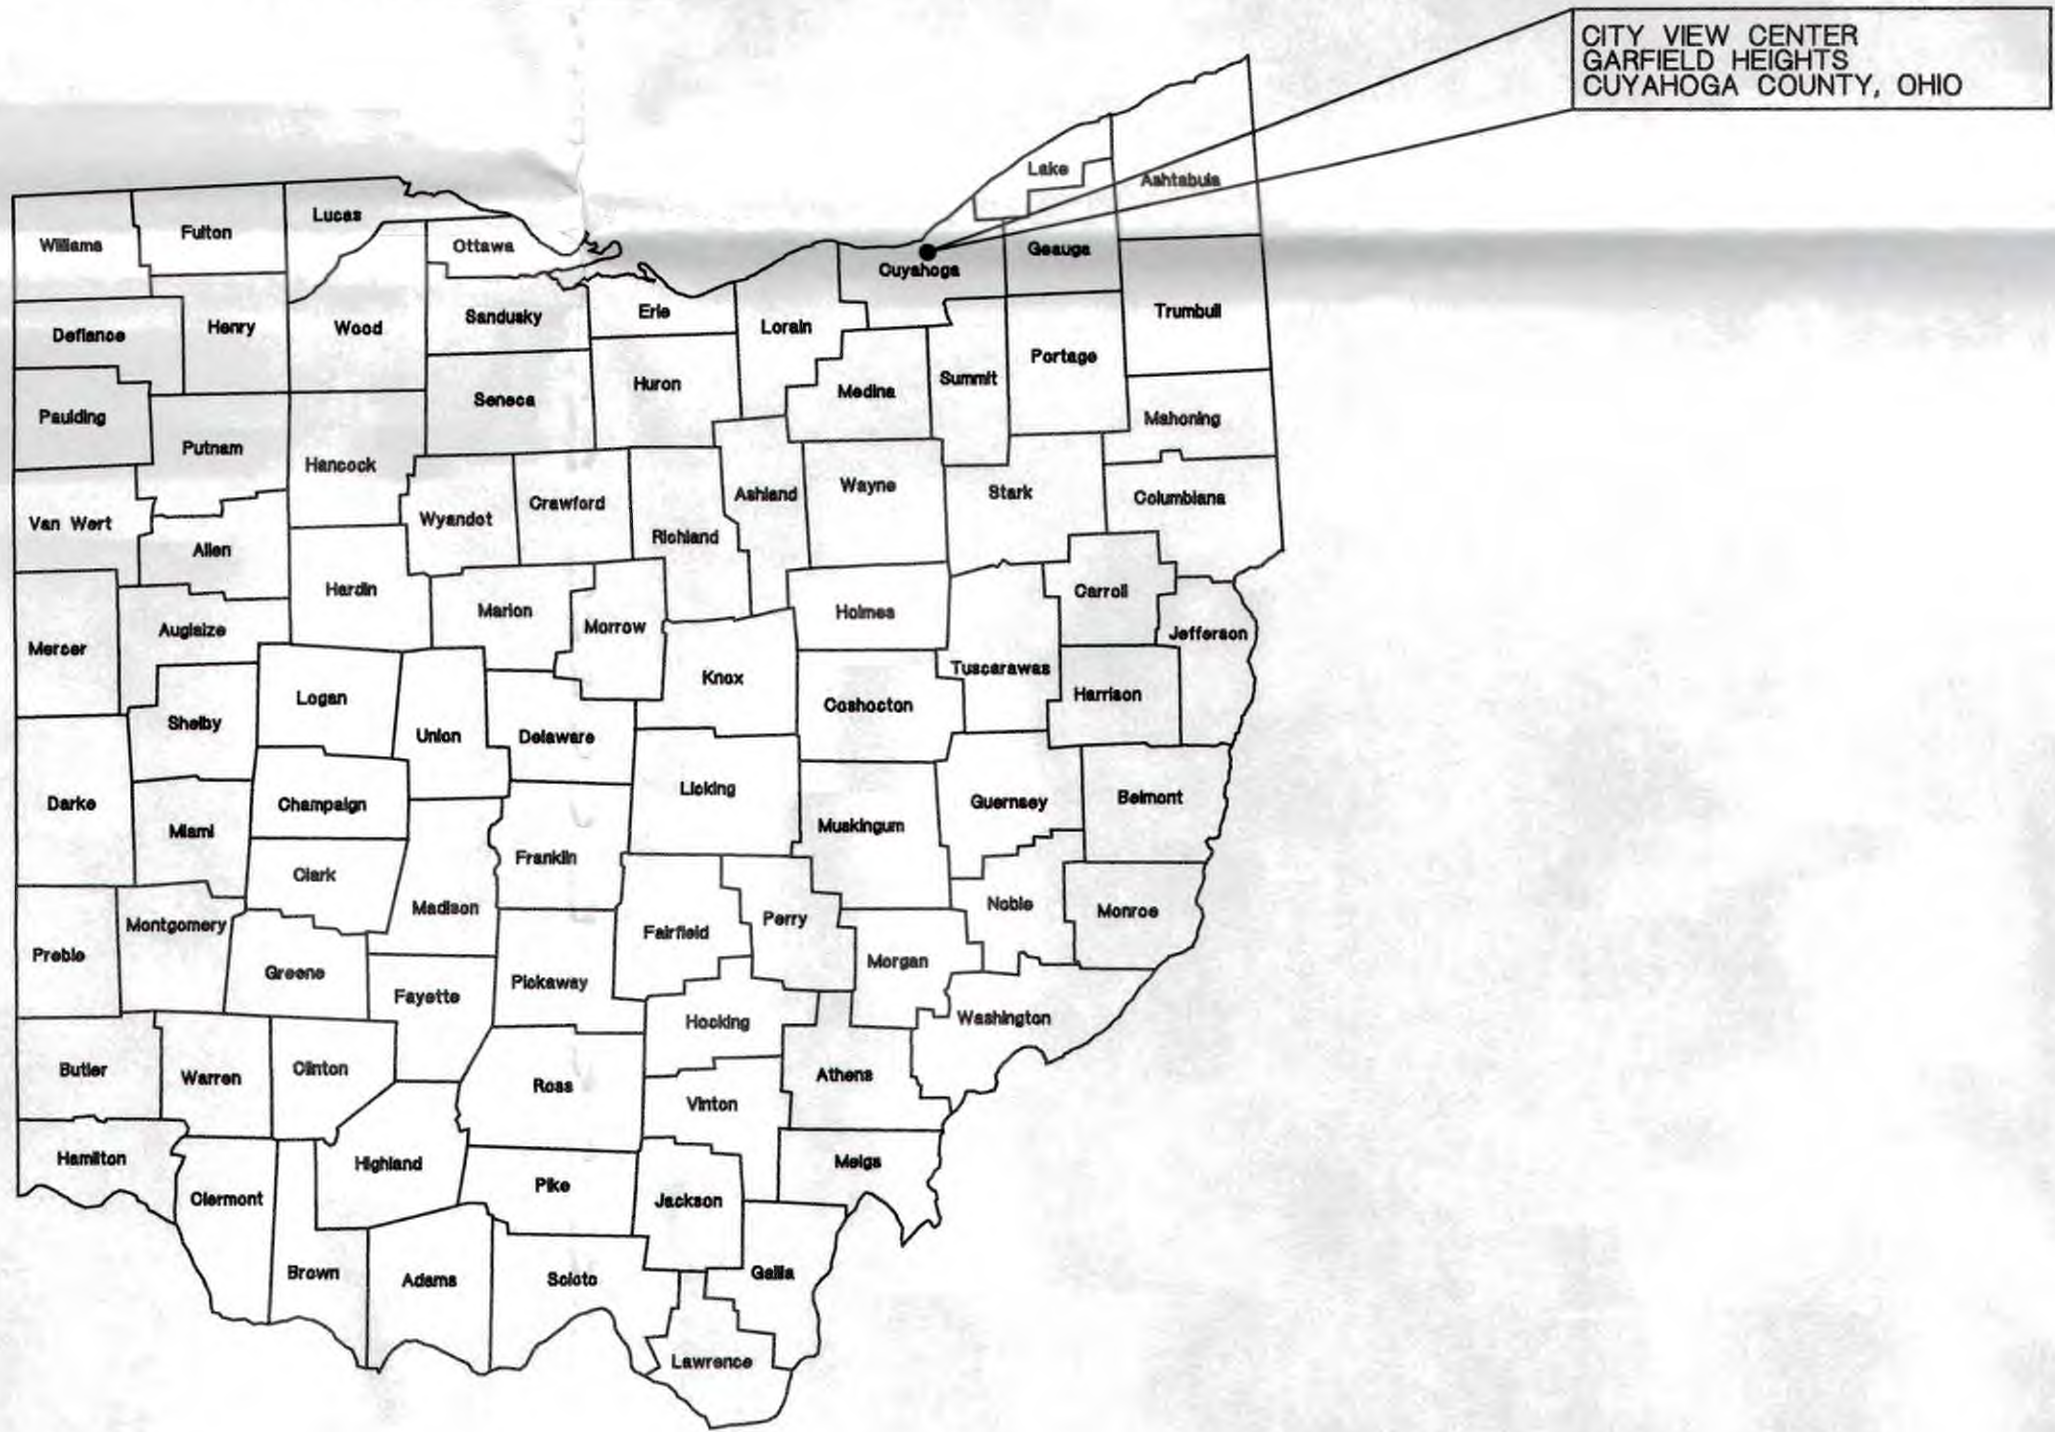 CITY VIEW CENTER
GARFIELD HEIGHTS
CUYAHOGA COUNTY, OHIO
Lake
Ashtabula
Williams
Fulton
Lucas
Ottawa
Cuyahoga
Geauga
Defiance
Henry
Wood
Sandusky
Erie
Lorain
Trumbull
Paulding
Seneca
Huron
Medina
Summit
Portage
Mahoning
Putnam
Hancock
Van Wert
Allen
Wyandot
Crawford
Richland
Ashland
Wayne
Stark
Columbiana
Mercer
Auglaize
Hardin
Marion
Morrow
Holmes
Carroll
Jefferson
Shelby
Logan
Union
Delaware
Knox
Coshocton
Tuscarawas
Harrison
Darke
Miami
Champaign
Licking
Muskingum
Guernsey
Belmont
Clark
Franklin
Preble
Montgomery
Madison
Fairfield
Perry
Noble
Monroe
Greene
Fayette
Pickaway
Morgan
Hocking
Washington
Butler
Warren
Clinton
Ross
Vinton
Athens
Hamilton
Clermont
Highland
Pike
Jackson
Meigs
Brown
Adams
Scioto
Gallia
Lawrence